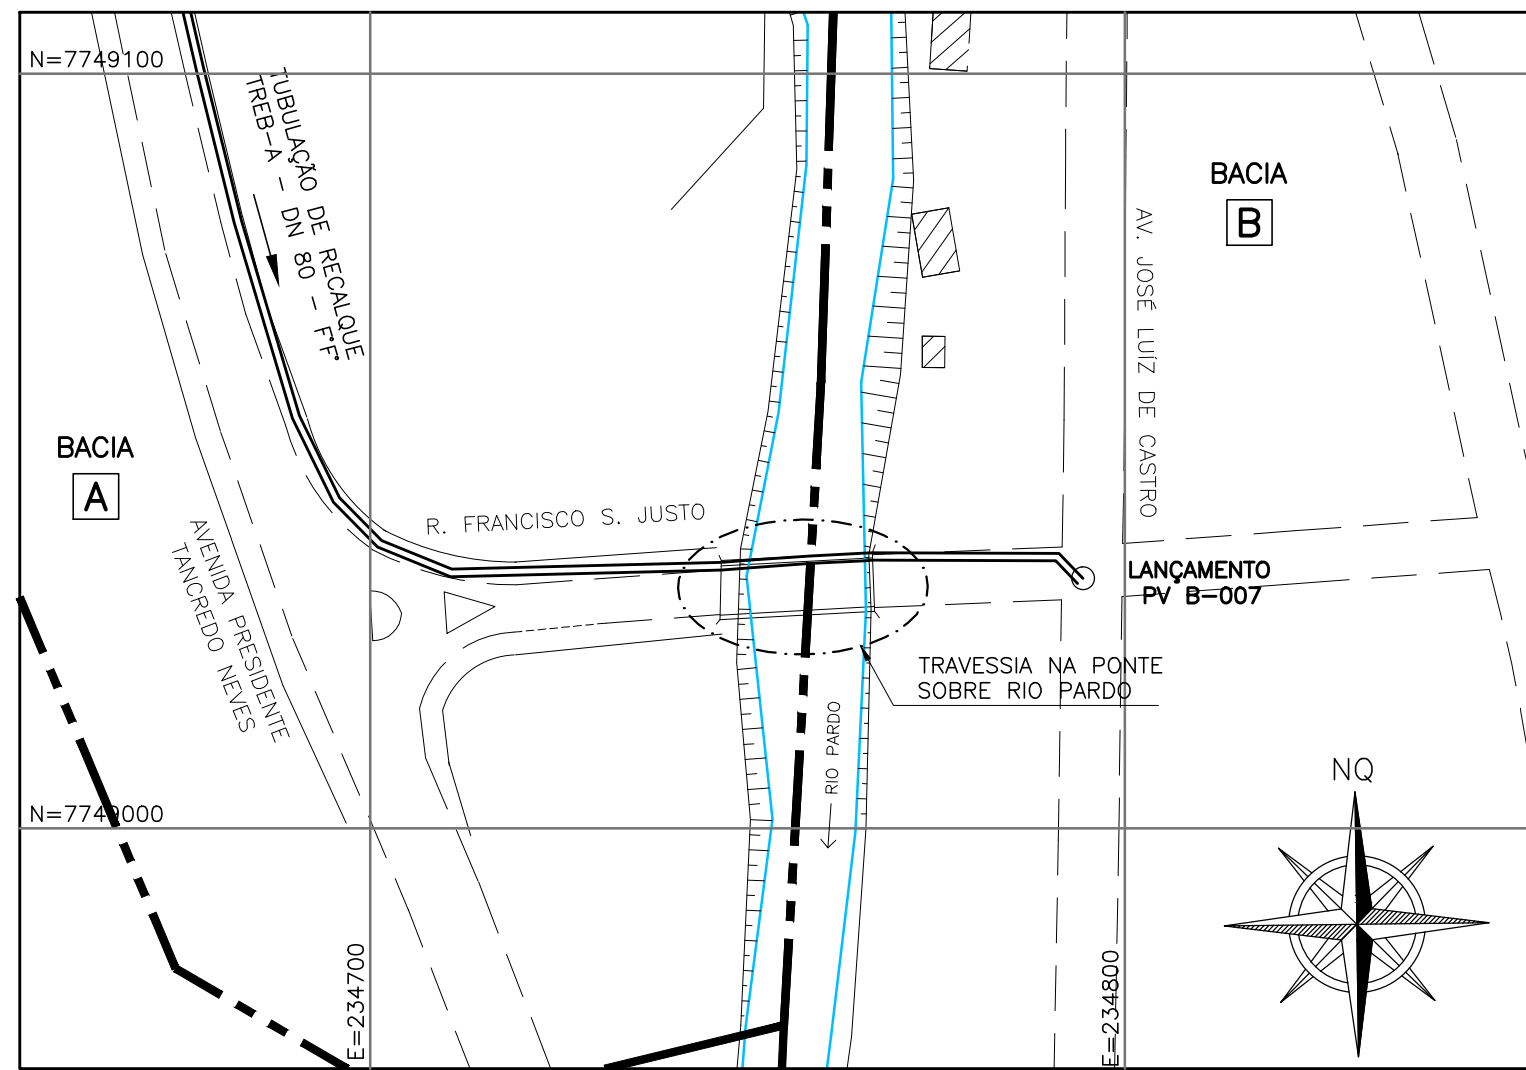 N=7749100
TUBULAÇÃO DE RECALQUE
TREB-A - DN 80 - FºFº
BACIA
B
AV. JOSÉ LUÍZ DE CASTRO
BACIA
A
R. FRANCISCO S. JUSTO
AVENIDA PRESIDENTE
TANCREDO NEVES
LANÇAMENTO
PV B-007
TRAVESSIA NA PONTE
SOBRE RIO PARDO
RIO PARDO
NQ
N=7749000
E=234700
E=234800